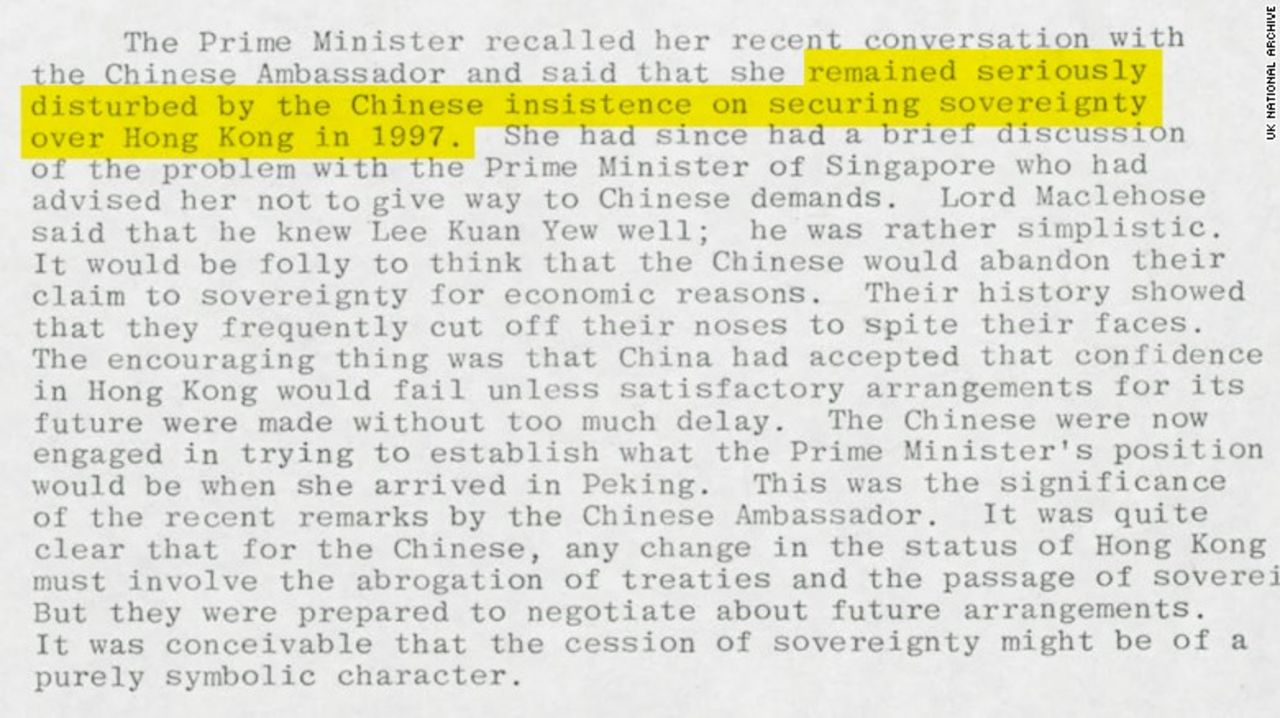 The Prime Minister recalled her recent conversation with
the Chinese Ambassador and said that she remained seriously
disturbed by the Chinese insistence on securing sovereignty
over Hong Kong in 1997. She had since had a brief discussion
of the problem with the Prime Minister of Singapore who had
advised her not to give way to Chinese demands. Lord Maclehose
said that he knew Lee Kuan Yew well; he was rather simplistic.
It would be folly to think that the Chinese would abandon their
claim to sovereignty for economic reasons. Their history showed
that they frequently cut off their noses to spite their faces.
The encouraging thing was that China had accepted that confidence
in Hong Kong would fail unless satisfactory arrangements for its
future were made without too much delay. The Chinese were now
engaged in trying to establish what the Prime Minister's position
would be when she arrived in Peking. This was the significance
of the recent remarks by the Chinese Ambassador. It was quite
clear that for the Chinese, any change in the status of Hong Kong
must involve the abrogation of treaties and the passage of soverei
But they were prepared to negotiate about future arrangements.
It was conceivable that the cession of sovereignty might be of a
purely symbolic character.
UK NATIONAL ARCHIVE